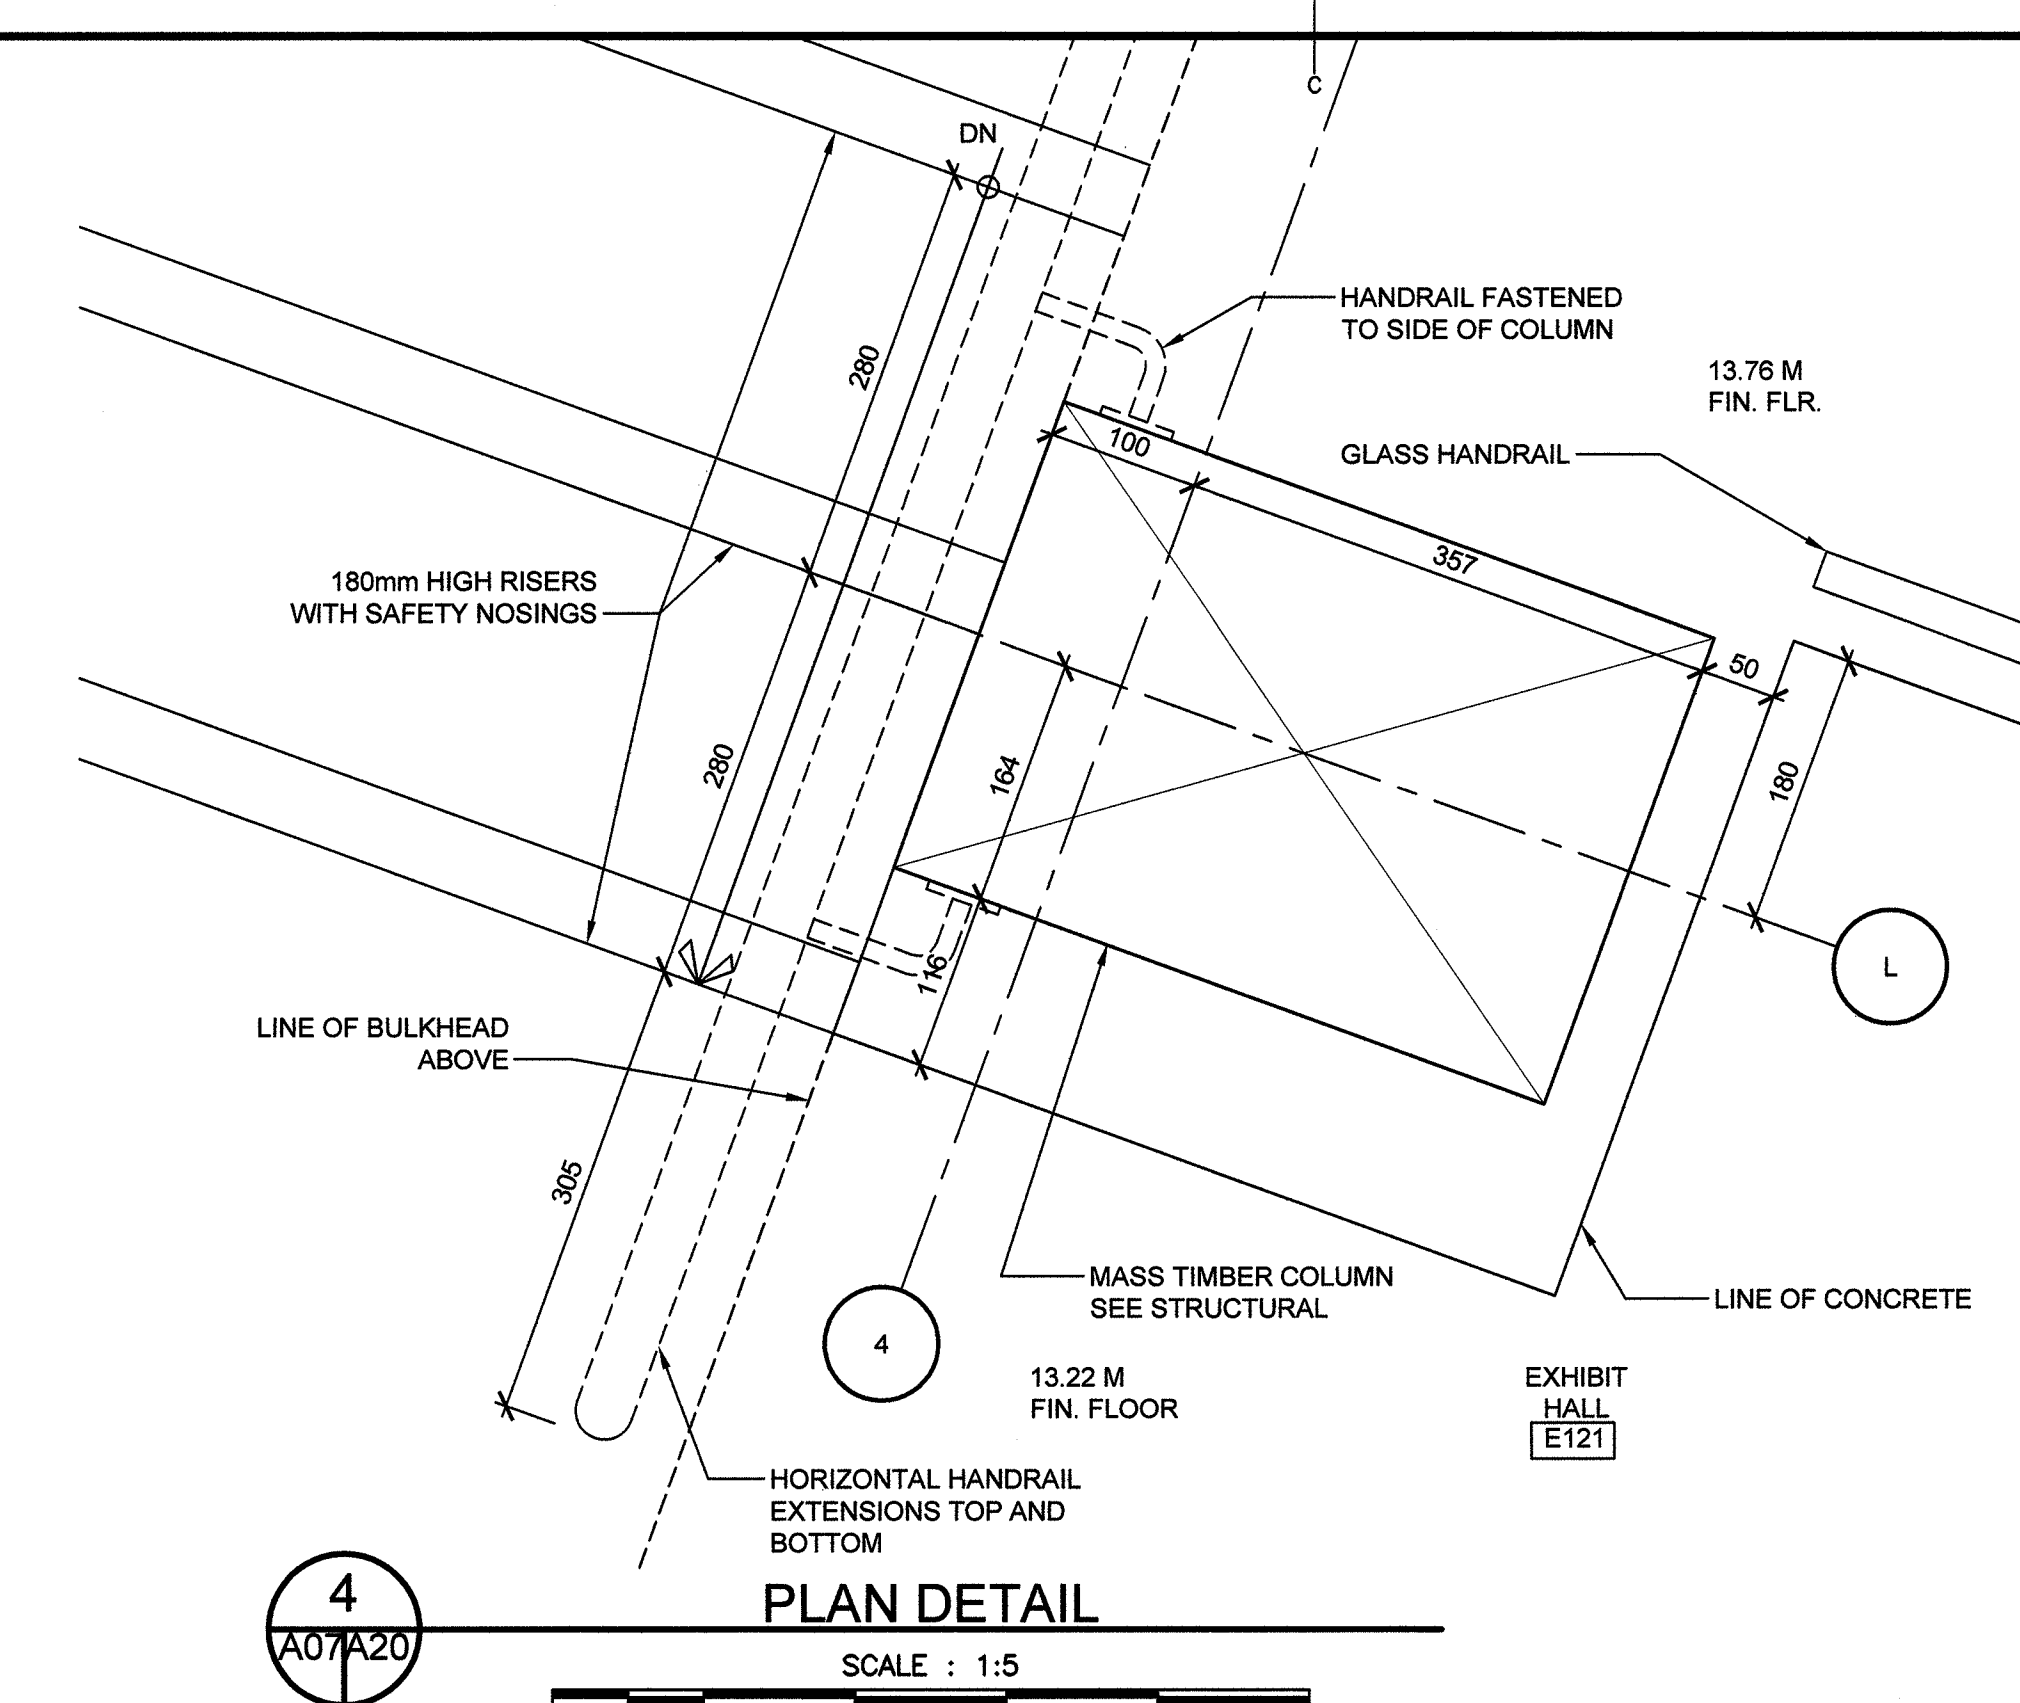 C
DN
HANDRAIL FASTENED
TO SIDE OF COLUMN
13.76 M
FIN. FLR.
280
100
GLASS HANDRAIL
357
180mm HIGH RISERS
WITH SAFETY NOSINGS
50
280
164
180
L
116
LINE OF BULKHEAD
ABOVE
305
MASS TIMBER COLUMN
SEE STRUCTURAL
LINE OF CONCRETE
4
13.22 M
FIN. FLOOR
EXHIBIT
HALL
E121
HORIZONTAL HANDRAIL
EXTENSIONS TOP AND
BOTTOM
4
A07 A20
PLAN DETAIL
SCALE : 1:5